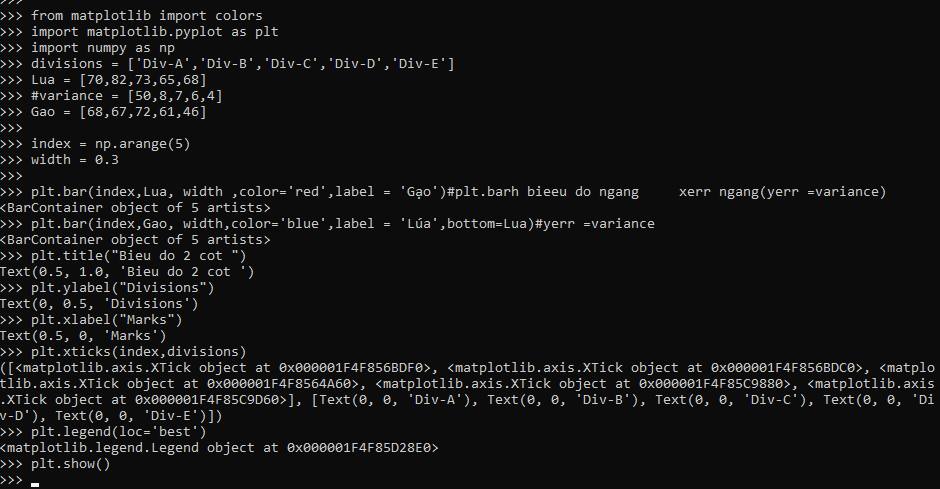 >>>
>>> from matplotlib import colors
>>> import matplotlib.pyplot as plt
>>> import numpy as np
>>> divisions = ['Div-A','Div-B','Div-C','Div-D','Div-E']
>>> Lua = [70,82,73,65,68]
>>> #variance = [50,8,7,6,4]
>>> Gao = [68,67,72,61,46]
>>>
>>> index = np.arange(5)
>>> width = 0.3
>>>
>>> plt.bar(index,Lua, width ,color='red',label = 'Gạo')#plt.barh bieeu do ngang     xerr ngang(yerr =variance)
<BarContainer object of 5 artists>
>>> plt.bar(index,Gao, width,color='blue',label = 'Lúa',bottom=Lua)#yerr =variance
<BarContainer object of 5 artists>
>>> plt.title("Bieu do 2 cot ")
Text(0.5, 1.0, 'Bieu do 2 cot ')
>>> plt.ylabel("Divisions")
Text(0, 0.5, 'Divisions')
>>> plt.xlabel("Marks")
Text(0.5, 0, 'Marks')
>>> plt.xticks(index,divisions)
([<matplotlib.axis.XTick object at 0x000001F4F856BDF0>, <matplotlib.axis.XTick object at 0x000001F4F856BDC0>, <matplo
tlib.axis.XTick object at 0x000001F4F8564A60>, <matplotlib.axis.XTick object at 0x000001F4F85C9880>, <matplotlib.axis
.XTick object at 0x000001F4F85C9D60>], [Text(0, 0, 'Div-A'), Text(0, 0, 'Div-B'), Text(0, 0, 'Div-C'), Text(0, 0, 'Di
v-D'), Text(0, 0, 'Div-E')])
>>> plt.legend(loc='best')
<matplotlib.legend.Legend object at 0x000001F4F85D28E0>
>>> plt.show()
>>>